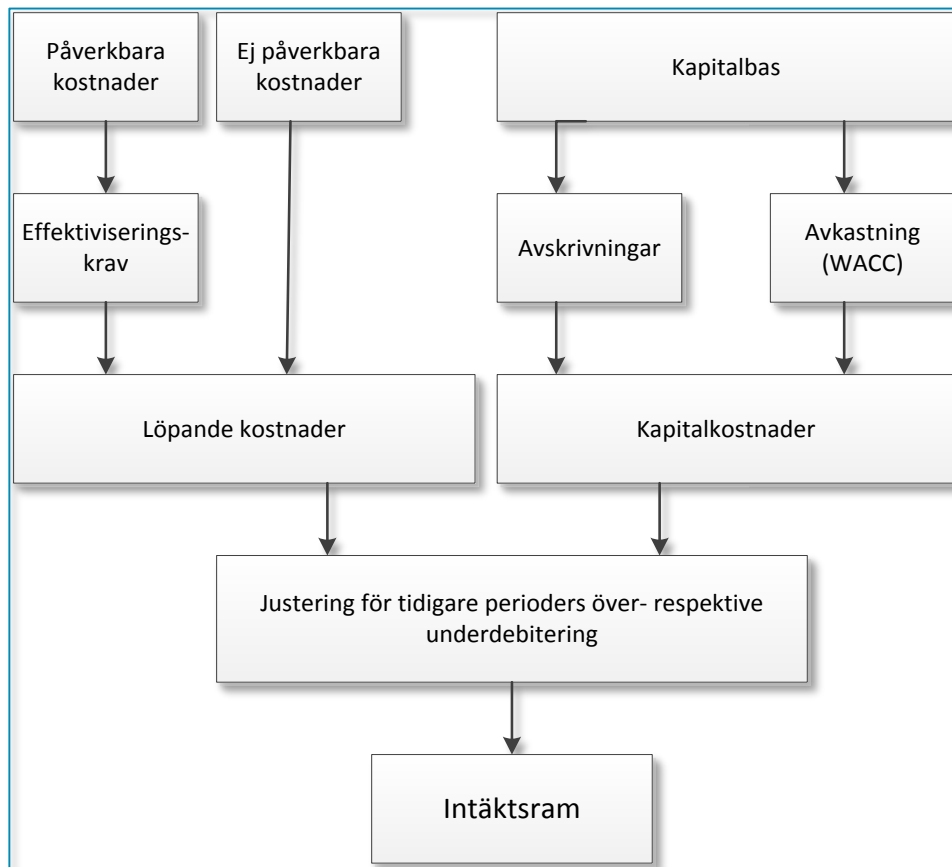 Påverkbara
kostnader
Ej påverkbara
kostnader
Kapitalbas
Effektiviserings-
krav
Avskrivningar
Avkastning
(WACC)
Löpande kostnader
Kapitalkostnader
Justering för tidigare perioders över- respektive
underdebitering
Intäktsram